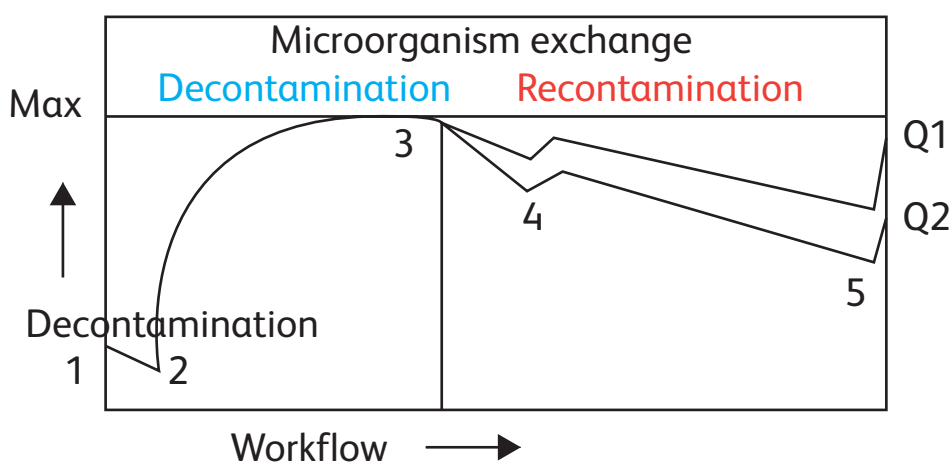 Microorganism exchange
Decontamination Recontamination
Max
Q1
3
Q2
4
5
Decontamination
1 2
Workflow